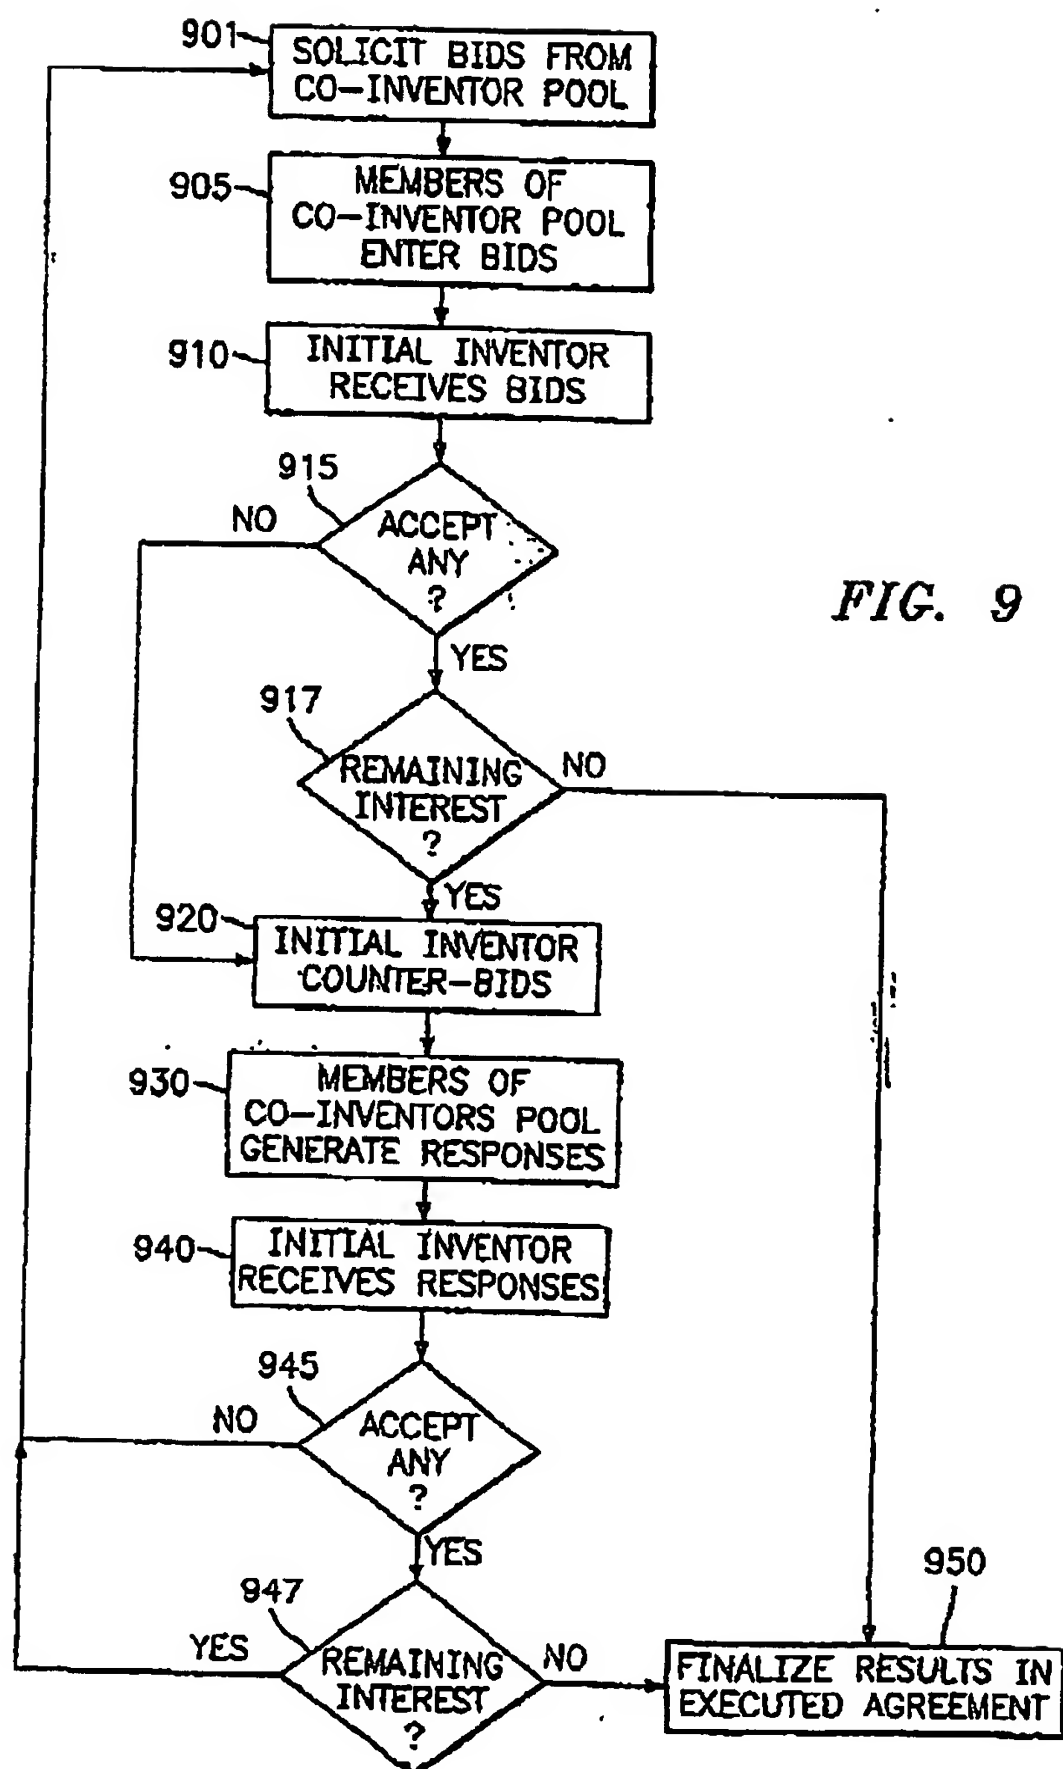 901
SOLICIT BIDS FROM
CO-INVENTOR POOL
905
MEMBERS OF
CO-INVENTOR POOL
ENTER BIDS
910
INITIAL INVENTOR
RECEIVES BIDS
915
NO
ACCEPT
ANY
?
YES
FIG. 9
917
REMAINING
INTEREST
?
NO
YES
920
INITIAL INVENTOR
COUNTER-BIDS
930
MEMBERS OF
CO-INVENTORS POOL
GENERATE RESPONSES
940
INITIAL INVENTOR
RECEIVES RESPONSES
945
NO
ACCEPT
ANY
?
YES
947
YES
REMAINING
INTEREST
?
NO
950
FINALIZE RESULTS IN
EXECUTED AGREEMENT